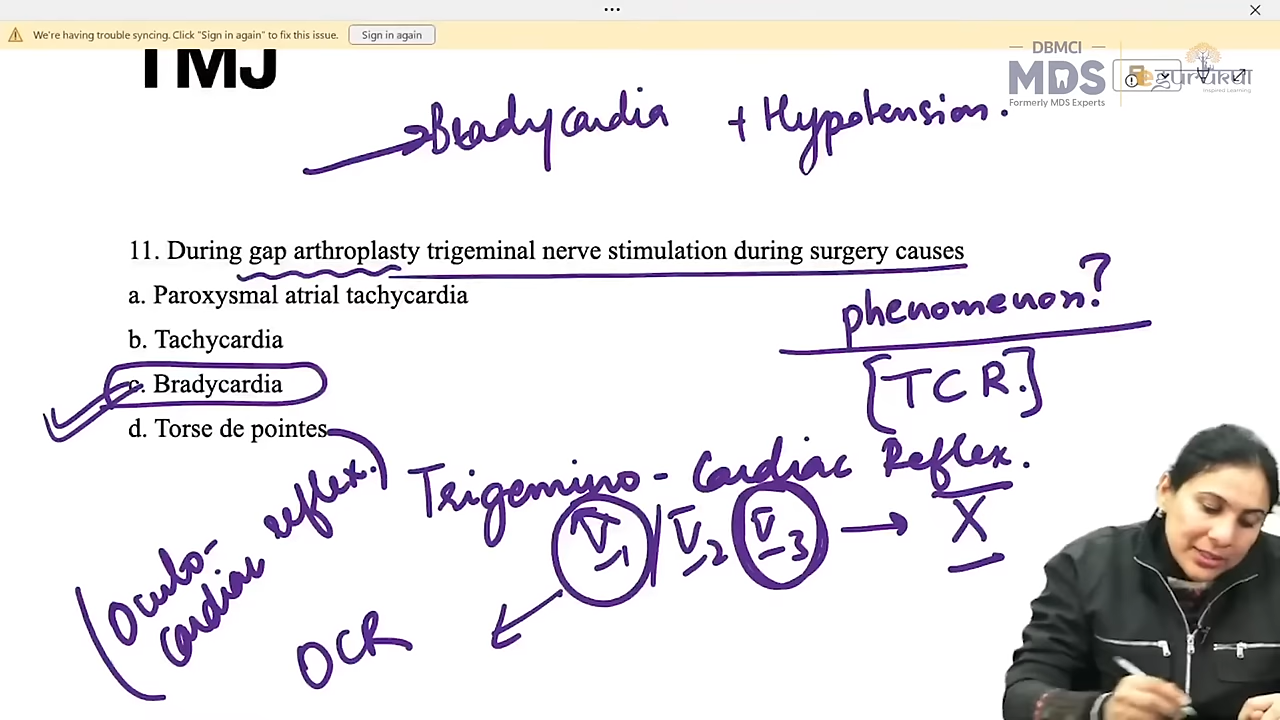 We're having trouble syncing. Click "Sign in again" to fix this issue. Sign in again
DBMCI
MDS
Formerly MDS Experts
Inspired Learning
TMJ
→ Bradycardia + Hypotension.
11. During gap arthroplasty trigeminal nerve stimulation during surgery causes
a. Paroxysmal atrial tachycardia
b. Tachycardia
c. Bradycardia
d. Torse de pointes
phenomenon?
[TCR.]
Trigemino - Cardiac Reflex.
V1 / V2 V3 → X
Oculo-
cardiac reflex.
OCR